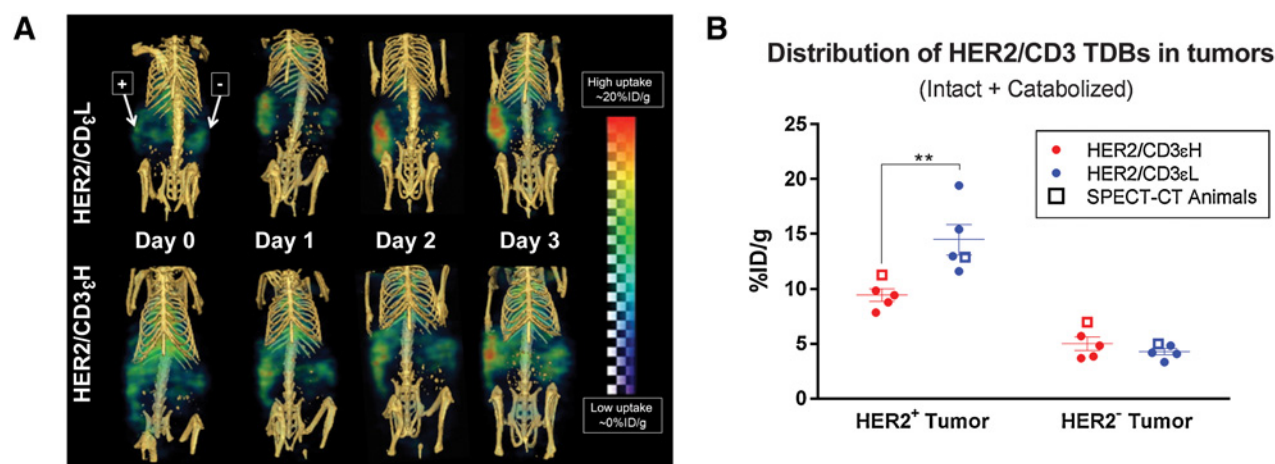 A
+
-
HER2/CDεL
High uptake
~20%ID/g
Day 0 Day 1 Day 2 Day 3
HER2/CD3εH
Low uptake
~0%ID/g
B
Distribution of HER2/CD3 TDBs in tumors
(Intact + Catabolized)
25
20
15
10
5
0
%ID/g
**
HER2/CD3εH
HER2/CD3εL
SPECT-CT Animals
HER2⁺ Tumor
HER2⁻ Tumor